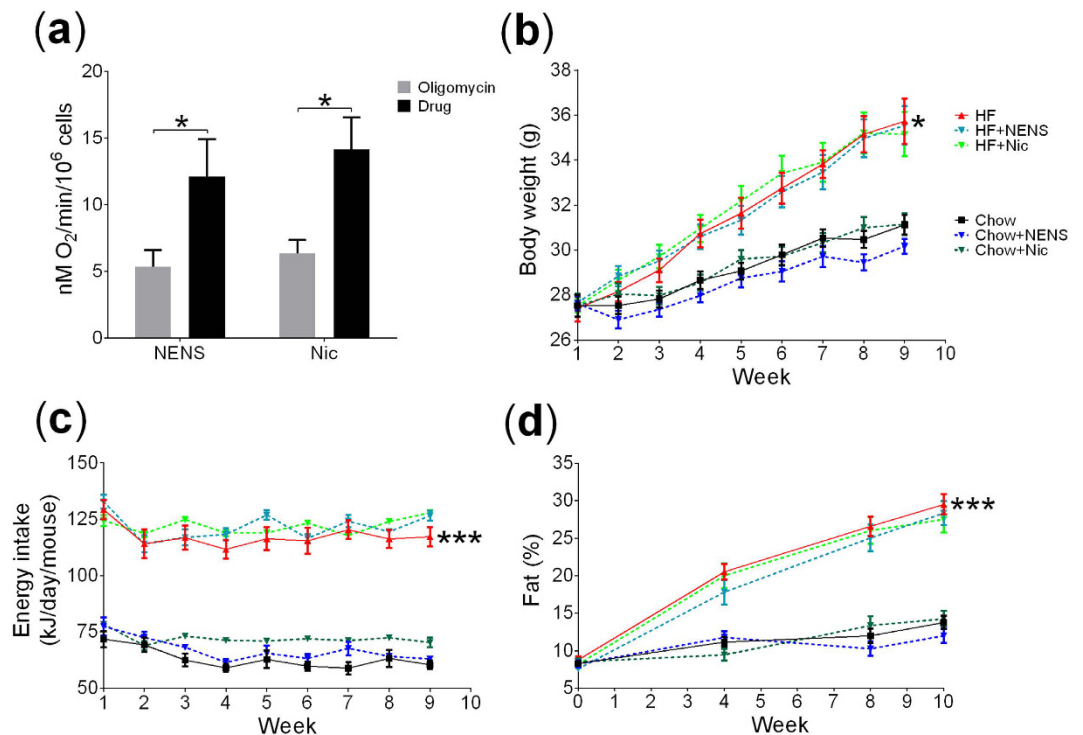 (a)
nM O2/min/10^6 cells
20
15
10
5
0
*
*
Oligomycin
Drug
NENS
Nic
(b)
Body weight (g)
38
36
34
32
30
28
26
1 2 3 4 5 6 7 8 9 10
Week
*
HF
HF+NENS
HF+Nic
Chow
Chow+NENS
Chow+Nic
(c)
Energy intake
(kJ/day/mouse)
150
125
100
75
50
1 2 3 4 5 6 7 8 9 10
Week
***
(d)
Fat (%)
35
30
25
20
15
10
5
0 1 2 3 4 5 6 7 8 9 10
Week
***